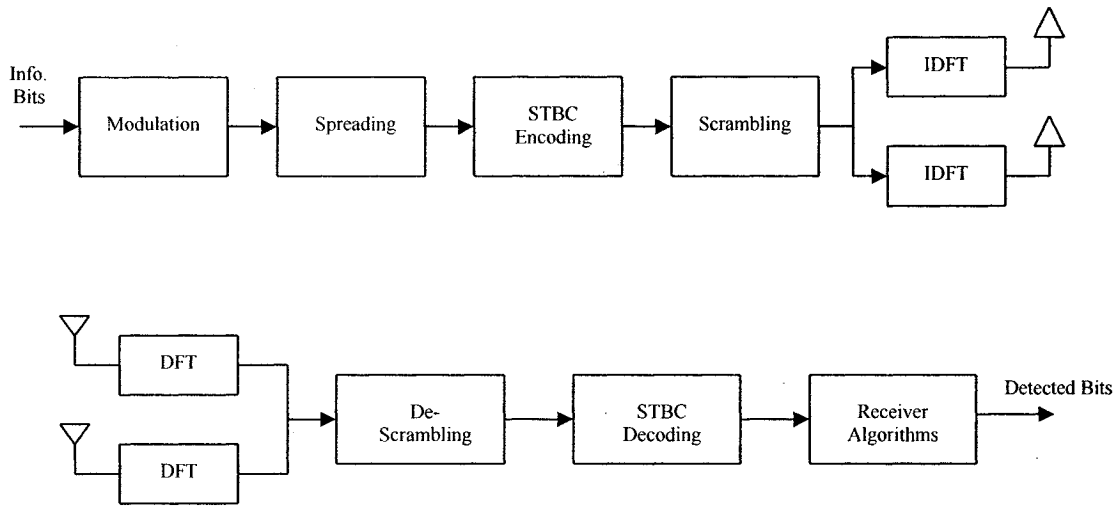 Info.
Bits
Modulation
Spreading
STBC
Encoding
Scrambling
IDFT
IDFT
DFT
DFT
De-
Scrambling
STBC
Decoding
Receiver
Algorithms
Detected Bits